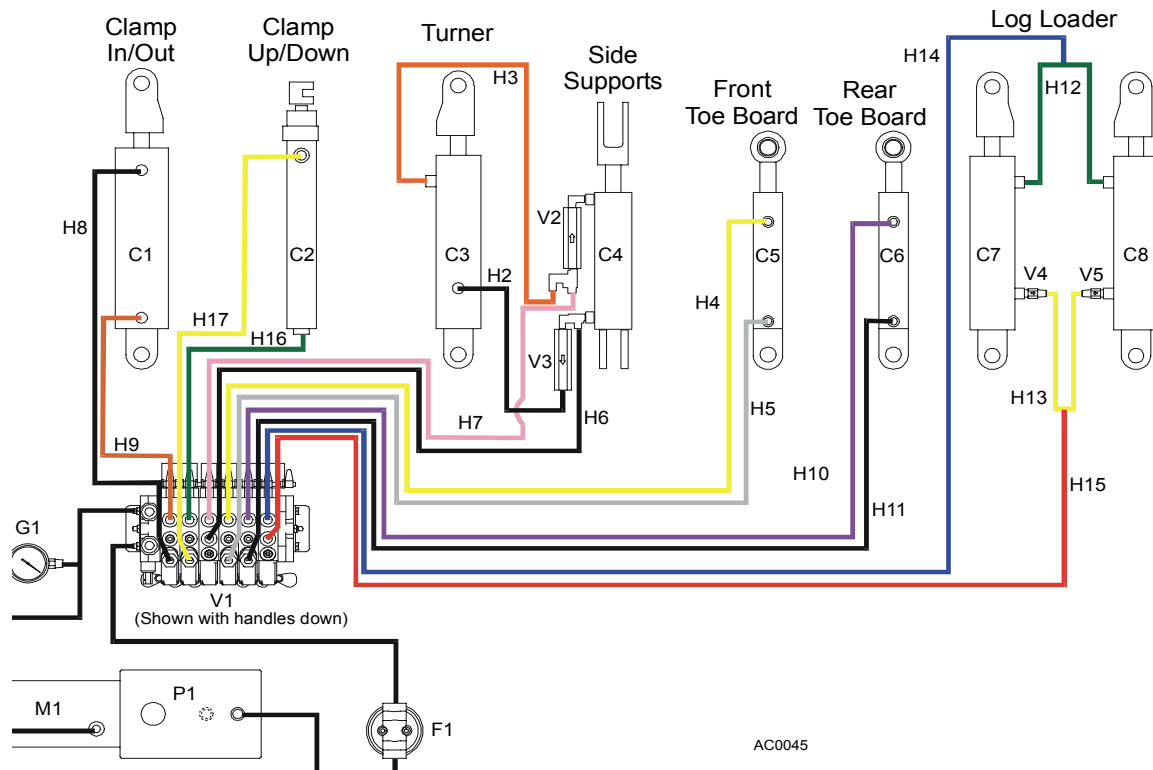 Clamp
In/Out
Clamp
Up/Down
Turner
Side
Supports
Front
Toe Board
Rear
Toe Board
Log Loader
H14
H3
H12
H8
V2
C1
C2
C3
C4
C5
C6
C7
C8
H2
V4
V5
H4
H17
H16
V3
H13
H7
H6
H5
H9
H10
H15
H11
G1
V1
(Shown with handles down)
M1
P1
F1
AC0045